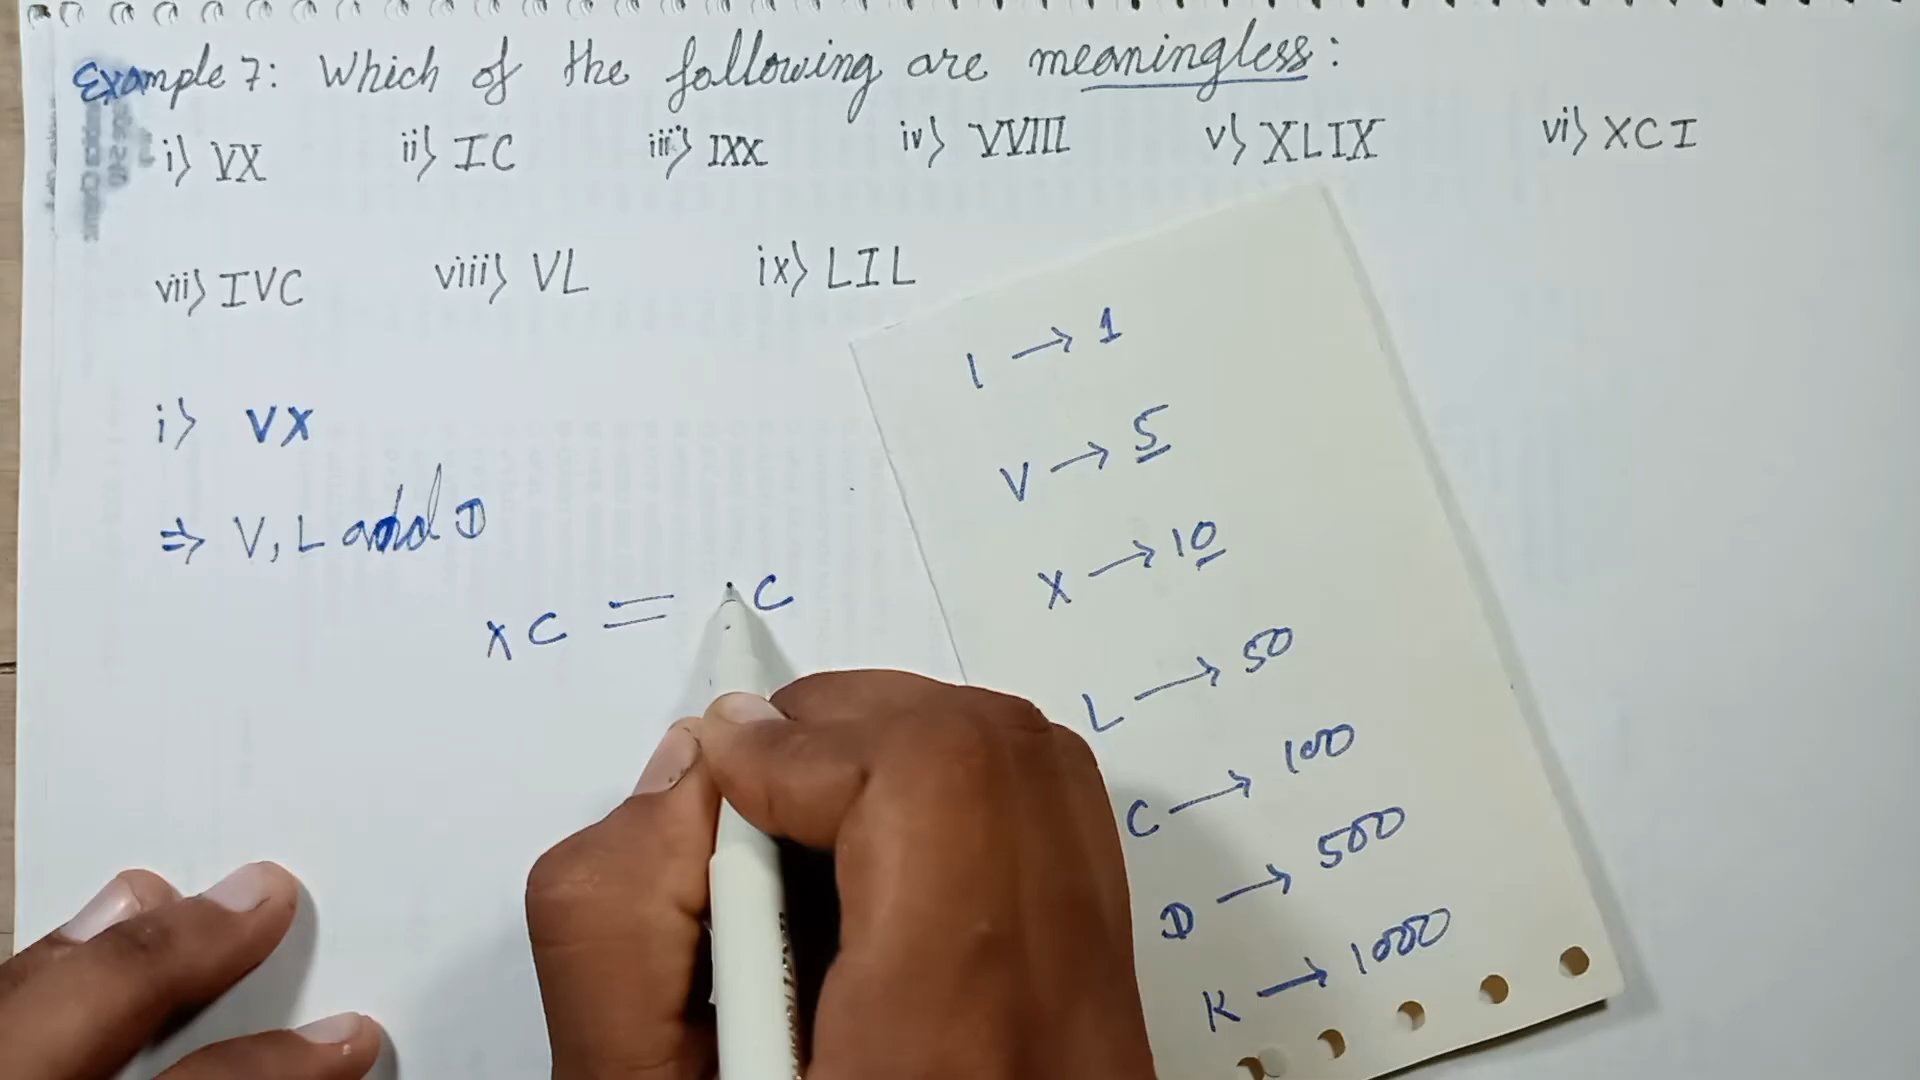 Example 7: Which of the following are meaningless:
i) VX ii) IC iii) IXX iv) VVIII v) XLIX vi) XCI
vii) IVC viii) VL ix) LIL
i) VX
⇒ V, L and D
XC = C
I → 1
V → 5
X → 10
L → 50
C → 100
D → 500
K → 1000